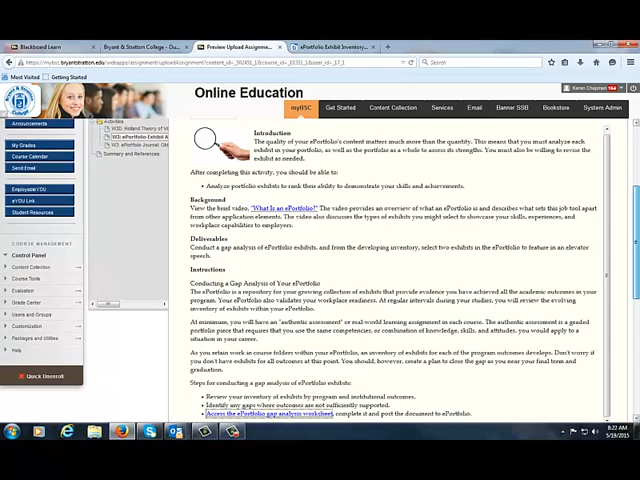 Blackboard Learn
Bryant & Stratton College - Ou...
Preview Upload Assignme...
ePortfolio Exhibit Inventory...
Search
Most Visited
Getting Started
Online Education
Karen Chapman
myBSC
Get Started
Content Collection
Services
Email
Banner SSB
Bookstore
System Admin
Announcements
My Grades
Course Calendar
Send Email
EmployableYOU
eYOU Link
Student Resources
COURSE MANAGEMENT
Control Panel
Content Collection
Course Tools
Evaluation
Grade Center
Users and Groups
Customization
Packages and Utilities
Help
Quick Unenroll
Activities
W3D: Holland Theory of V
W3: ePortfolio Exhibit A
W3: ePortfolio Journal: Ob
Summary and References
Introduction
The quality of your ePortfolio's content matters much more than the quantity. This means that you must analyze
each exhibit in your portfolio, as well as the portfolio as a whole to assess its strengths. You must also be willing to revise the
exhibit as needed.
After completing this activity, you should be able to:
• Analyze portfolio exhibits to rank their ability to demonstrate your skills and achievements.
Background
View the brief video, "What Is an ePortfolio?" The video provides an overview of what an ePortfolio is and describes what sets this job tool apart
from other application elements. The video also discusses the types of exhibits you might select to showcase your skills, experiences, and
workplace capabilities to employers.
Deliverables
Conduct a gap analysis of ePortfolio exhibits, and from the developing inventory, select two exhibits in the ePortfolio to feature in an elevator
speech.
Instructions
Conducting a Gap Analysis of Your ePortfolio
The ePortfolio is a repository for your growing collection of exhibits that provide evidence you have achieved all the academic outcomes in your
program. Your ePortfolio also validates your workplace readiness. At regular intervals during your studies, you will review the evolving
inventory of exhibits within your ePortfolio.
At minimum, you will have an "authentic assessment" or real-world learning assignment in each course. The authentic assessment is a graded
portfolio piece that requires that you use the same competencies, or combination of knowledge, skills, and attitudes, you would apply to a
situation in your career.
As you retain work in course folders within your ePortfolio, an inventory of exhibits for each of the program outcomes develops. Don't worry if
you don't have exhibits for all outcomes at this point. You should, however, create a plan to close the gap as you near your final term and
graduation.
Steps for conducting a gap analysis of ePortfolio exhibits:
• Review your inventory of exhibits by program and institutional outcomes.
• Identify any gaps where outcomes are not sufficiently supported.
• Access the ePortfolio gap analysis worksheet, complete it and post the document to ePortfolio.
8:22 AM
5/19/2015